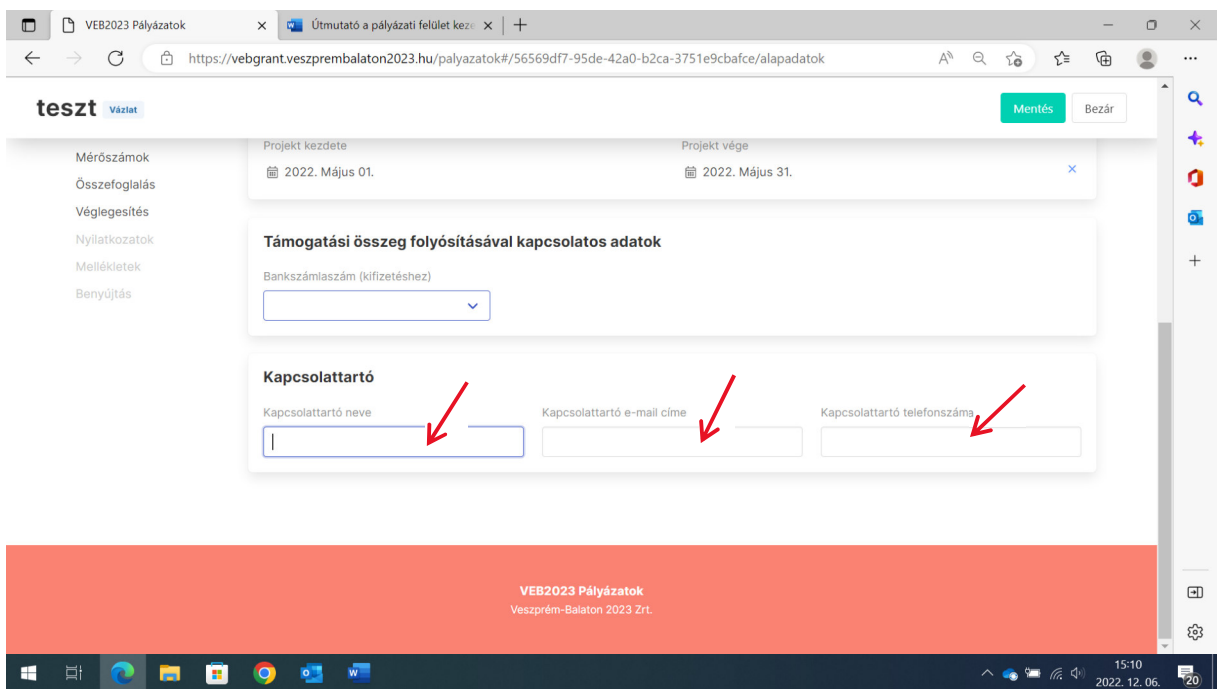 VEB2023 Pályázatok
Útmutató a pályázati felület keze
https://vebgrant.veszprembalaton2023.hu/palyazatok#/56569df7-95de-42a0-b2ca-3751e9cbafce/alapadatok
teszt Vázlat
Mentés
Bezár
Mérőszámok
Összefoglalás
Véglegesítés
Nyilatkozatok
Mellékletek
Benyújtás
Projekt kezdete
Projekt vége
2022. Május 01.
2022. Május 31.
Támogatási összeg folyósításával kapcsolatos adatok
Bankszámlaszám (kifizetéshez)
Kapcsolattartó
Kapcsolattartó neve
Kapcsolattartó e-mail címe
Kapcsolattartó telefonszáma
VEB2023 Pályázatok
Veszprém-Balaton 2023 Zrt.
15:10
2022. 12. 06.
20